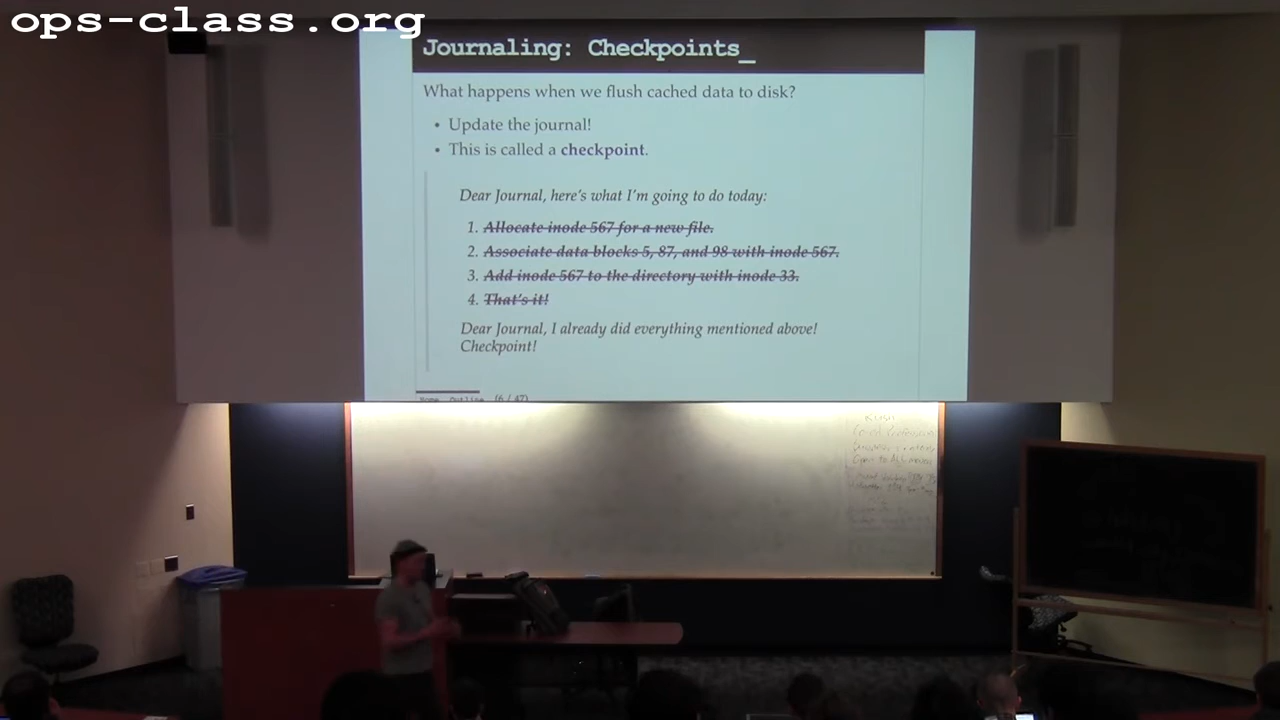 ops-class.org
Journaling: Checkpoints_
What happens when we flush cached data to disk?
• Update the journal!
• This is called a checkpoint.
Dear Journal, here's what I'm going to do today:
1. Allocate inode 567 for a new file.
2. Associate data blocks 5, 87, and 98 with inode 567.
3. Add inode 567 to the directory with inode 33.
4. That's it!
Dear Journal, I already did everything mentioned above!
Checkpoint!
(6 / 47)